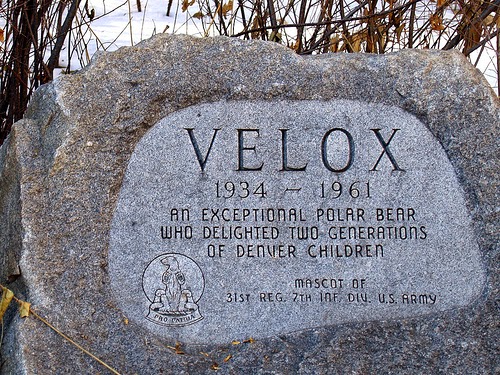 VELOX
1934 – 1961
AN EXCEPTIONAL POLAR BEAR
WHO DELIGHTED TWO GENERATIONS
OF DENVER CHILDREN
MASCOT OF
31ST REG. 7TH INF. DIV. U.S. ARMY
PRO PATRIA